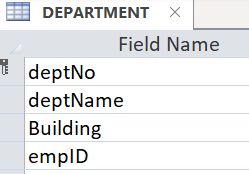 DEPARTMENT
Field Name
deptNo
deptName
Building
empID